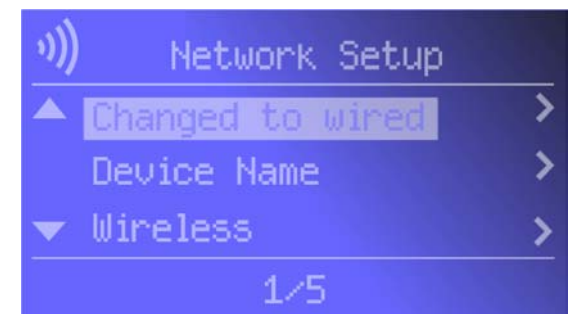 Network Setup
Changed to wired
Device Name
Wireless
1/5